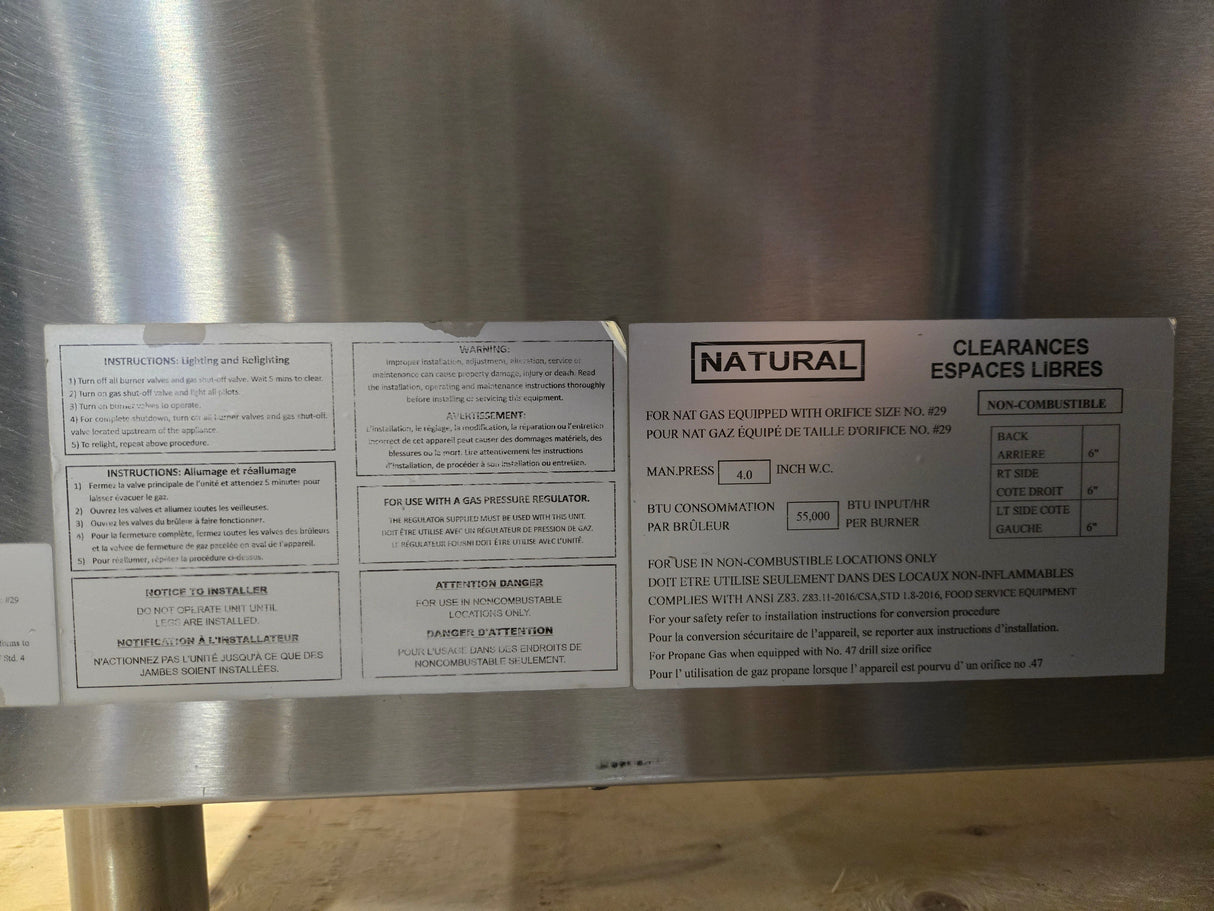 : #29
Std. 4
INSTRUCTIONS: Lighting and Relighting
1) Turn off all burner valves and gas shut-off valve. Wait 5 mins to clear.
2) Turn on gas shut-off valve and light all pilots.
3) Turn on burner valves to operate.
4) For complete shutdown, turn off all burner valves and gas shut-off.
valve located upstream of the appliance.
5) To relight, repeat above procedure.
INSTRUCTIONS: Allumage et réallumage
1) Fermez la valve principale de l'unité et attendez 5 minutes pour
laisser évacuer le gaz.
2) Ouvrez les valves et allumez toutes les veilleuses.
3) Ouvrez les valves du brûleur à faire fonctionner.
4) Pour la fermeture complète, fermez toutes les valves des brûleurs
et la valvee de fermeture de gaz en aval de l'appareil.
5) Pour réallumer, répéter la procédure ci-dessus.
NOTICE TO INSTALLER
DO NOT OPERATE UNIT UNTIL
LEGS ARE INSTALLED.
NOTIFICATION À L'INSTALLATEUR
N'ACTIONNEZ PAS L'UNITÉ JUSQU'À CE QUE DES
JAMBES SOIENT INSTALLÉES.
WARNING:
Improper installation, adjustment, alteration, service or
maintenance can cause property damage, injury or death. Read
the installation, operating and maintenance instructions thoroughly
before installing or servicing this equipment.
AVERTISSEMENT:
L'installation, le réglage, la modification, la réparation ou l'entretien
incorrect de cet appareil peut causer des dommages matériels, des
blessures ou la mort. Lire attentivement les instructions
d'installation, de procéder à son installation ou entretien.
FOR USE WITH A GAS PRESSURE REGULATOR.
THE REGULATOR SUPPLIED MUST BE USED WITH THIS UNIT.
DOIT ÊTRE UTILISE AVEC UN RÉGULATEUR DE PRESSION DE GAZ.
LE RÉGULATEUR FOURNI DOIT ÊTRE UTILISE AVEC L'UNITÉ.
ATTENTION DANGER
FOR USE IN NONCOMBUSTABLE
LOCATIONS ONLY.
DANGER D'ATTENTION
POUR L'USAGE DANS DES ENDROITS DE
NONCOMBUSTABLE SEULEMENT.
NATURAL
FOR NAT GAS EQUIPPED WITH ORIFICE SIZE NO. #29
POUR NAT GAZ ÉQUIPÉ DE TAILLE D'ORIFICE NO. #29
MAN.PRESS 4.0 INCH W.C.
BTU CONSOMMATION
PAR BRÛLEUR
55,000
BTU INPUT/HR
PER BURNER
CLEARANCES
ESPACES LIBRES
NON-COMBUSTIBLE
BACK
ARRIERE 6"
RT SIDE
COTE DROIT 6"
LT SIDE COTE
GAUCHE 6"
FOR USE IN NON-COMBUSTIBLE LOCATIONS ONLY
DOIT ETRE UTILISE SEULEMENT DANS DES LOCAUX NON-INFLAMMABLES
COMPLIES WITH ANSI Z83. Z83.11-2016/CSA,STD 1.8-2016, FOOD SERVICE EQUIPMENT
For your safety refer to installation instructions for conversion procedure
Pour la conversion sécuritaire de l'appareil, se reporter aux instructions d'installation.
For Propane Gas when equipped with No. 47 drill size orifice
Pour l' utilisation de gaz propane lorsque l' appareil est pourvu d' un orifice no .47